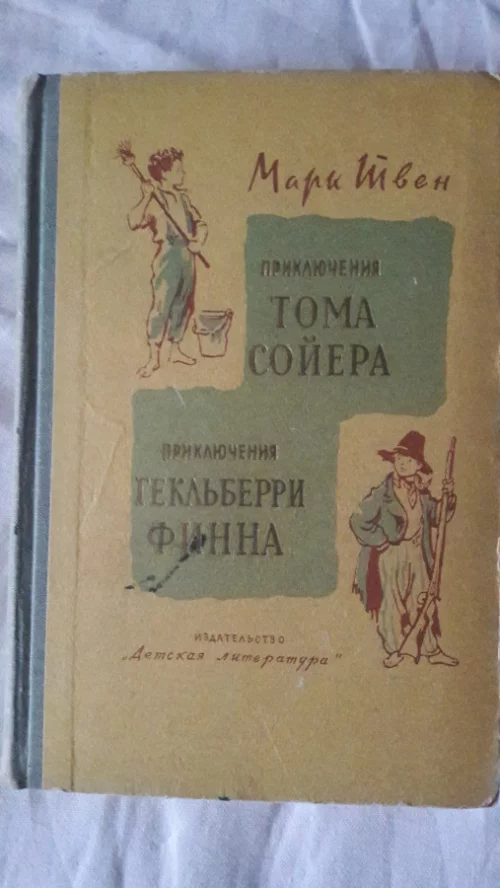 Марк Твен
ПРИКЛЮЧЕНИЯ
ТОМА
СОЙЕРА
ПРИКЛЮЧЕНИЯ
ГЕКЛЬБЕРРИ
ФИННА
ИЗДАТЕЛЬСТВО
„Детская литература"